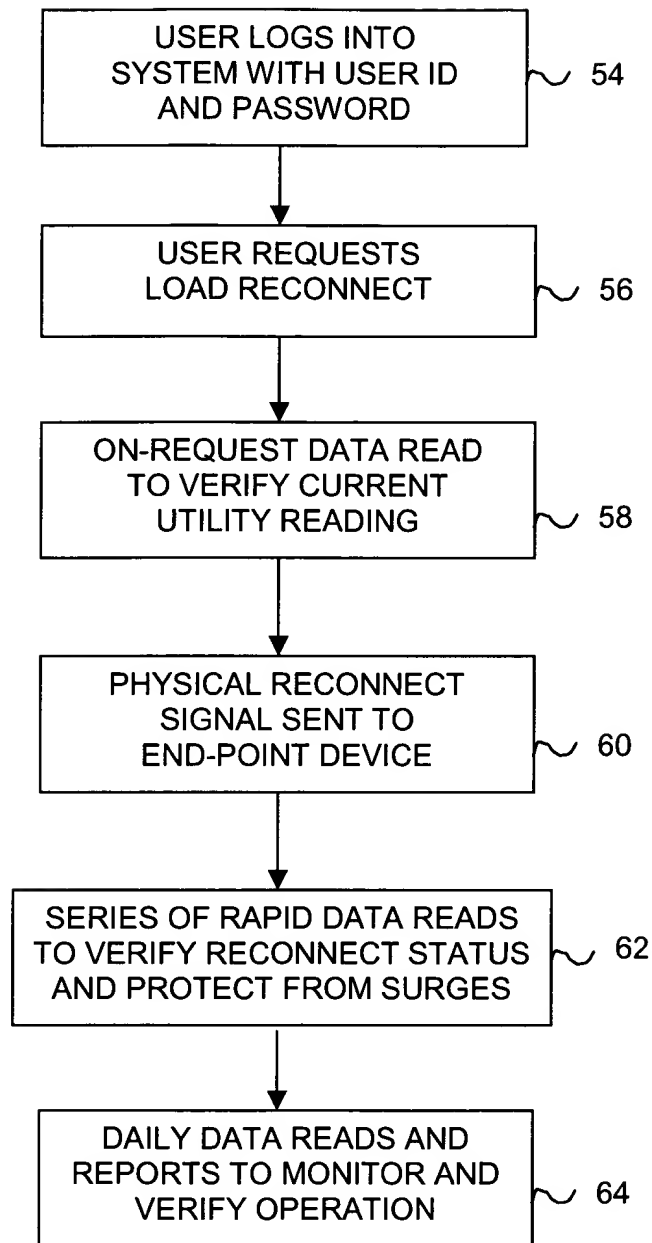 USER LOGS INTO
SYSTEM WITH USER ID
AND PASSWORD
54
USER REQUESTS
LOAD RECONNECT
56
ON-REQUEST DATA READ
TO VERIFY CURRENT
UTILITY READING
58
PHYSICAL RECONNECT
SIGNAL SENT TO
END-POINT DEVICE
60
SERIES OF RAPID DATA READS
TO VERIFY RECONNECT STATUS
AND PROTECT FROM SURGES
62
DAILY DATA READS AND
REPORTS TO MONITOR AND
VERIFY OPERATION
64